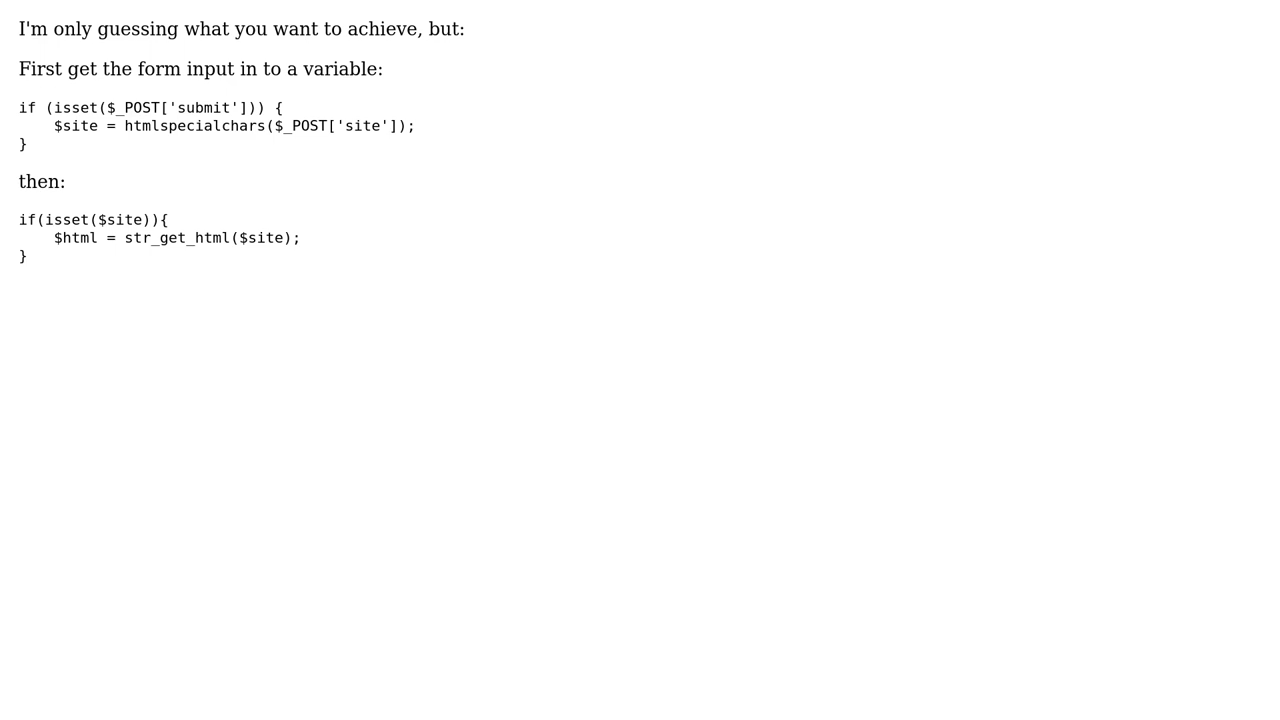 I'm only guessing what you want to achieve, but:
First get the form input in to a variable:
if (isset($_POST['submit'])) {
    $site = htmlspecialchars($_POST['site']);
}
then:
if(isset($site)){
    $html = str_get_html($site);
}